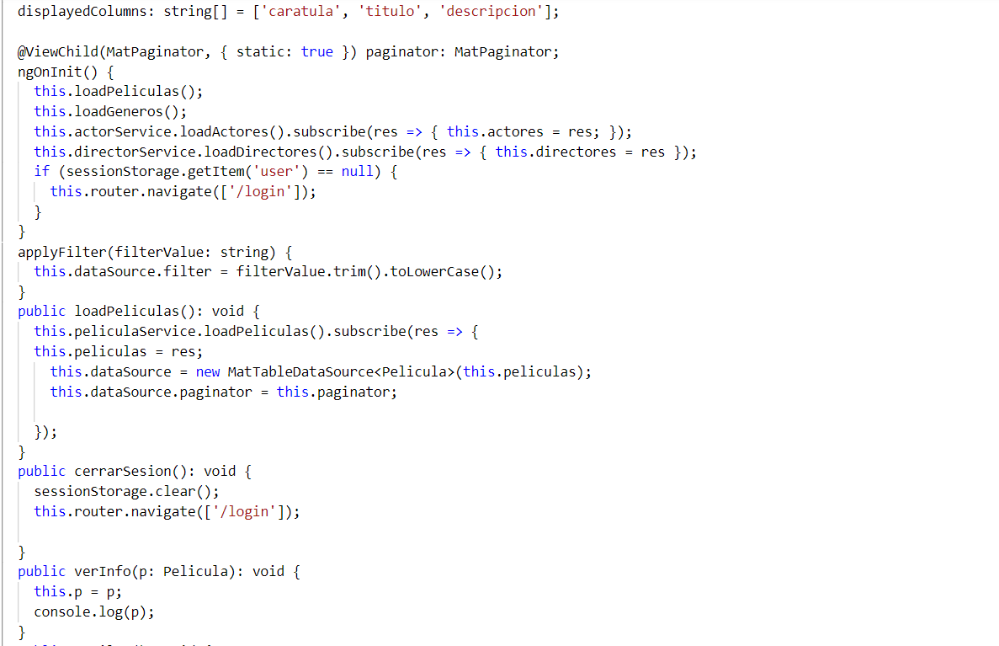 displayedColumns: string[] = ['caratula', 'titulo', 'descripcion'];
@ViewChild(MatPaginator, { static: true }) paginator: MatPaginator;
ngOnInit() {
this.loadPeliculas();
this.loadGeneros();
this.actorService.loadActores().subscribe(res => { this.actores = res; });
this.directorService.loadDirectores().subscribe(res => { this.directores = res });
if (sessionStorage.getItem('user') == null) {
this.router.navigate(['/login']);
}
}
applyFilter(filterValue: string) {
this.dataSource.filter = filterValue.trim().toLowerCase();
}
public loadPeliculas(): void {
this.peliculaService.loadPeliculas().subscribe(res => {
this.peliculas = res;
this.dataSource = new MatTableDataSource<Pelicula>(this.peliculas);
this.dataSource.paginator = this.paginator;
});
}
public cerrarSesion(): void {
sessionStorage.clear();
this.router.navigate(['/login']);
}
public verInfo(p: Pelicula): void {
this.p = p;
console.log(p);
}